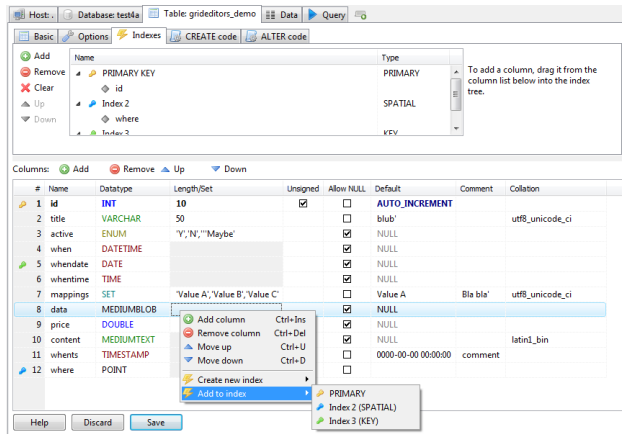 Host: . Database: test4a Table: grideditors_demo Data Query
Basic Options Indexes CREATE code ALTER code
Add
Remove
Clear
Up
Down
Name Type
PRIMARY KEY PRIMARY
id
Index 2 SPATIAL
where
Index 3 KEY
To add a column, drag it from the
column list below into the index
tree.
Columns: Add Remove Up Down
# Name Datatype Length/Set Unsigned Allow NULL Default Comment Collation
1 id INT 10 AUTO_INCREMENT
2 title VARCHAR 50 blub' utf8_unicode_ci
3 active ENUM 'Y','N','''Maybe' NULL
4 when DATETIME NULL
5 whendate DATE NULL
6 whentime TIME NULL
7 mappings SET 'Value A','Value B','Value C' Value A Bla bla' utf8_unicode_ci
8 data MEDIUMBLOB NULL
9 price DOUBLE NULL
10 content MEDIUMTEXT NULL latin1_bin
11 whents TIMESTAMP 0000-00-00 00:00:00 comment
12 where POINT
Add column Ctrl+Ins
Remove column Ctrl+Del
Move up Ctrl+U
Move down Ctrl+D
Create new index
Add to index
PRIMARY
Index 2 (SPATIAL)
Index 3 (KEY)
Help Discard Save